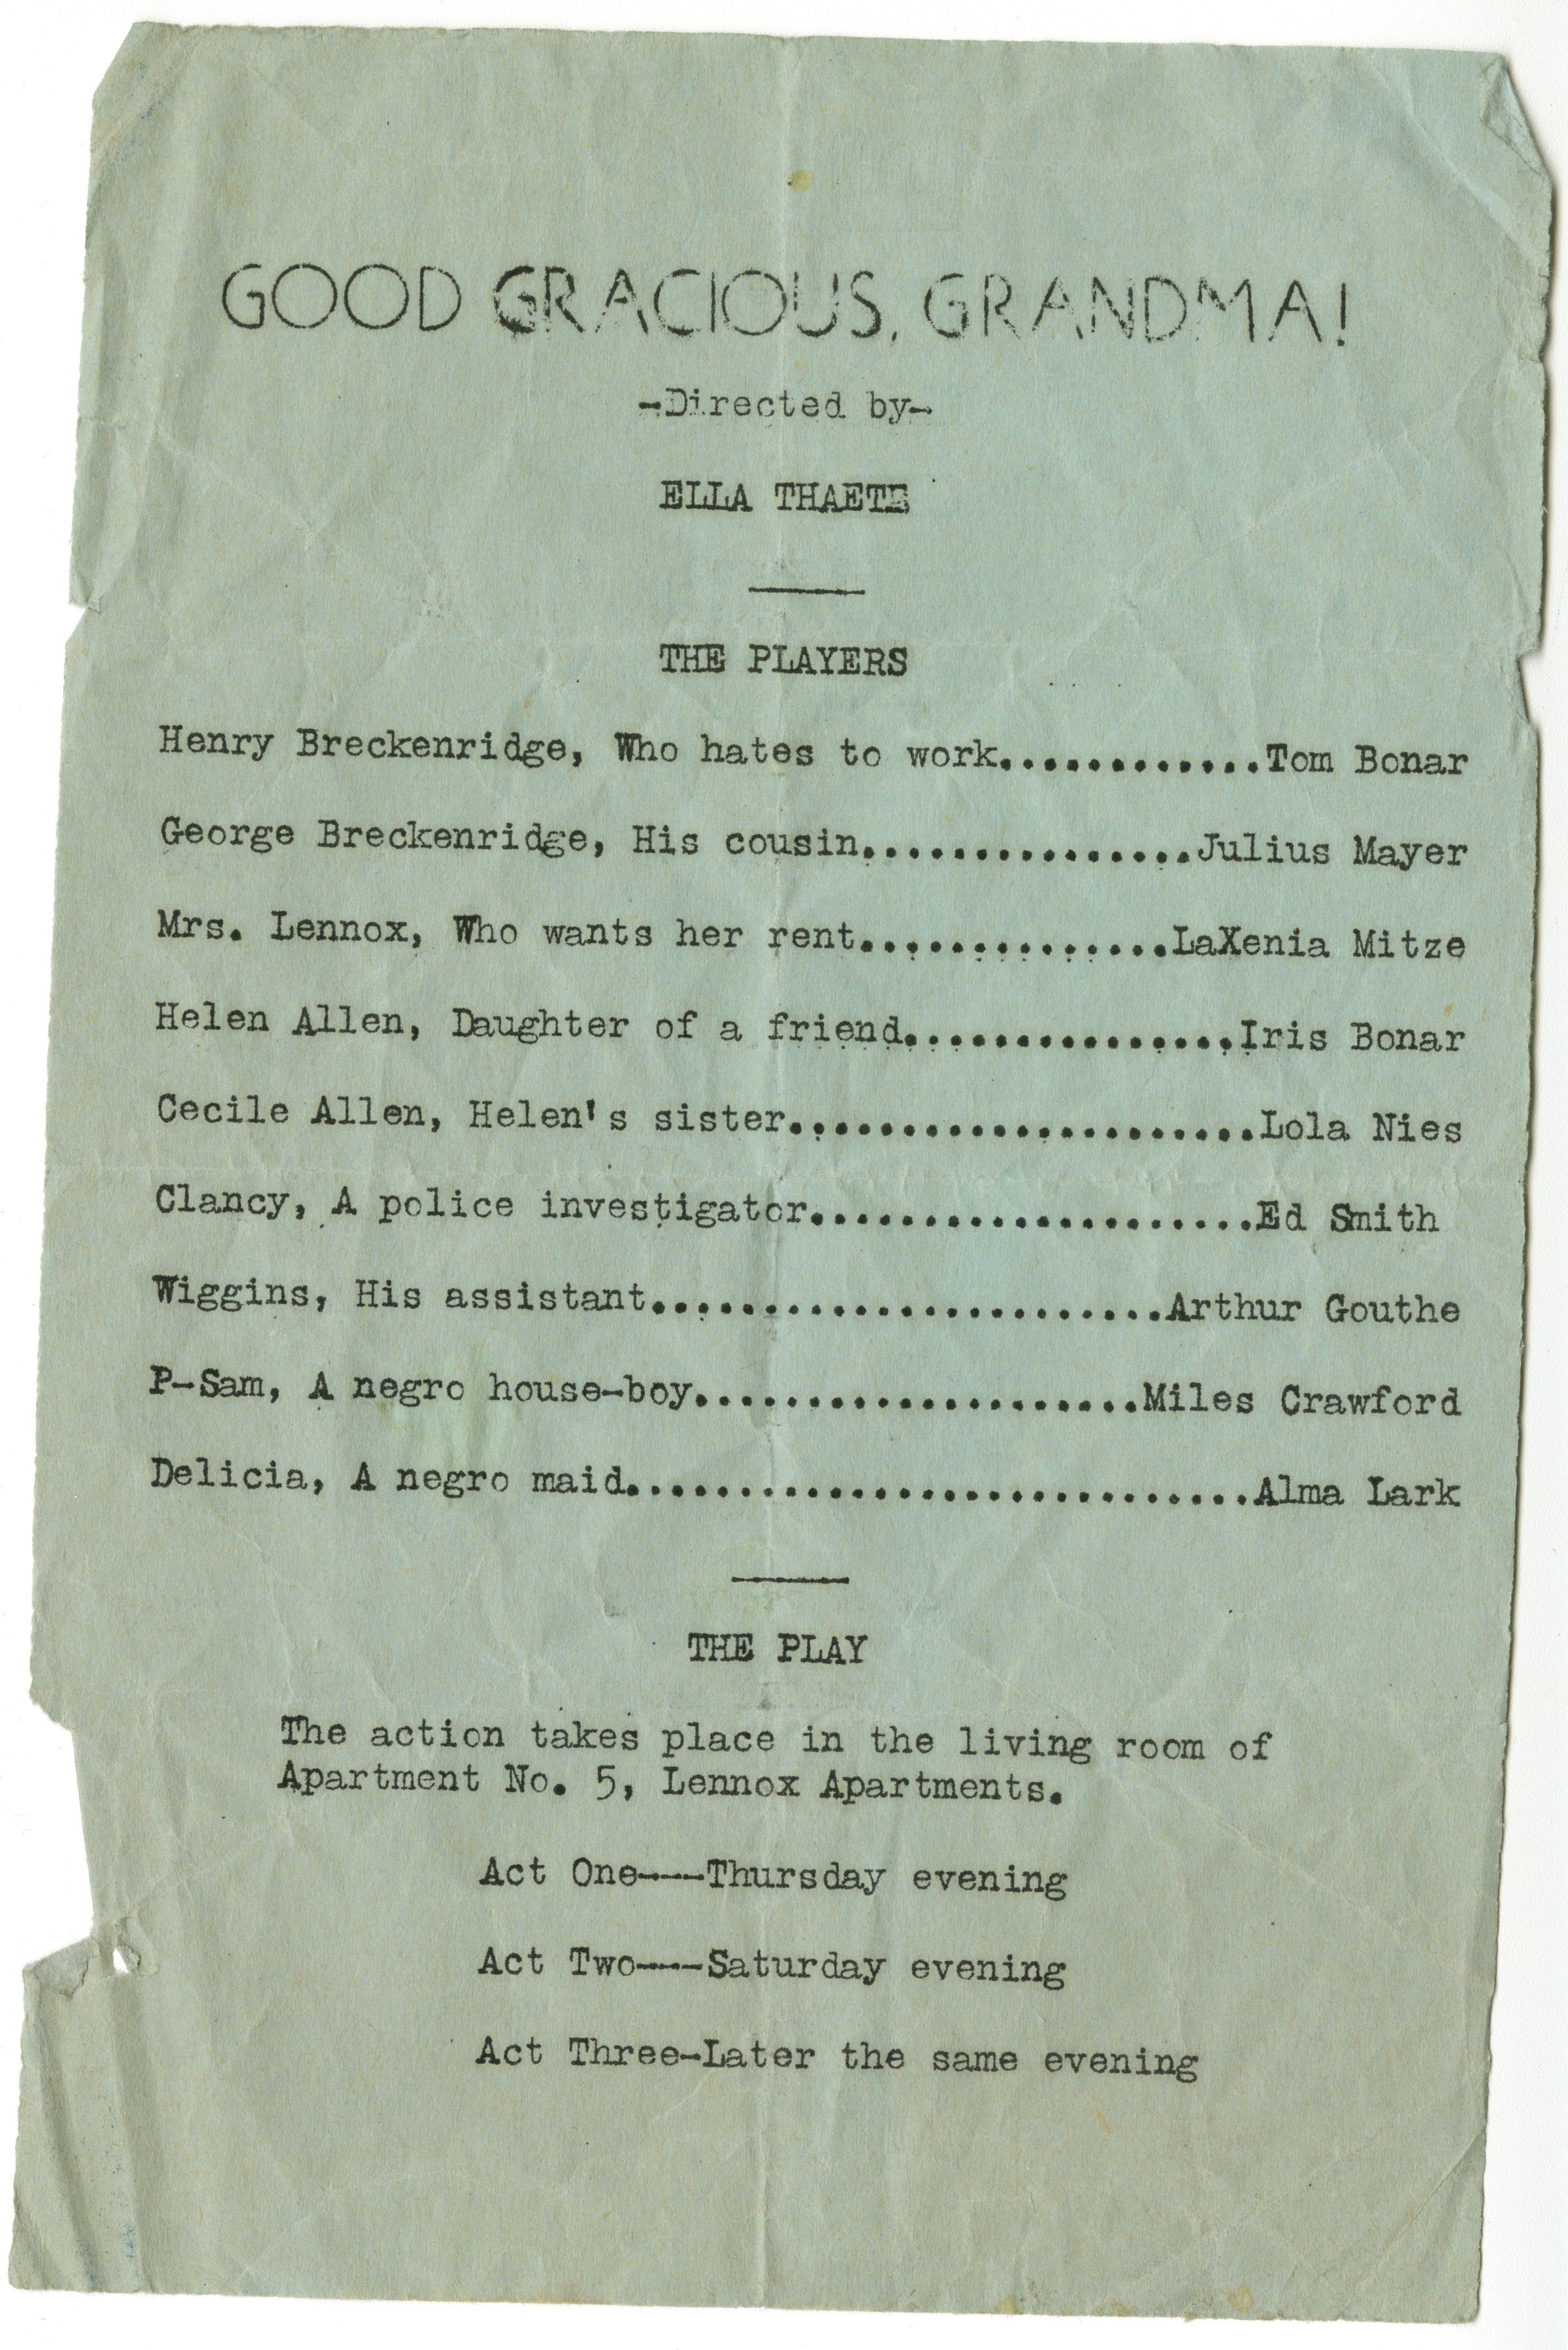 GOOD GRACIOUS, GRANDMA!
-Directed by-
ELLA THAETE
THE PLAYERS
Henry Breckenridge, Who hates to work............Tom Bonar
George Breckenridge, His cousin...............Julius Mayer
Mrs. Lennox, Who wants her rent..............LaXenia Mitze
Helen Allen, Daughter of a friend...............Iris Bonar
Cecile Allen, Helen's sister.....................Lola Nies
Clancy, A police investigator....................Ed Smith
Wiggins, His assistant.......................Arthur Gouthe
P-Sam, A negro house-boy....................Miles Crawford
Delicia, A negro maid............................Alma Lark
THE PLAY
The action takes place in the living room of
Apartment No. 5, Lennox Apartments.
Act One---Thursday evening
Act Two---Saturday evening
Act Three-Later the same evening